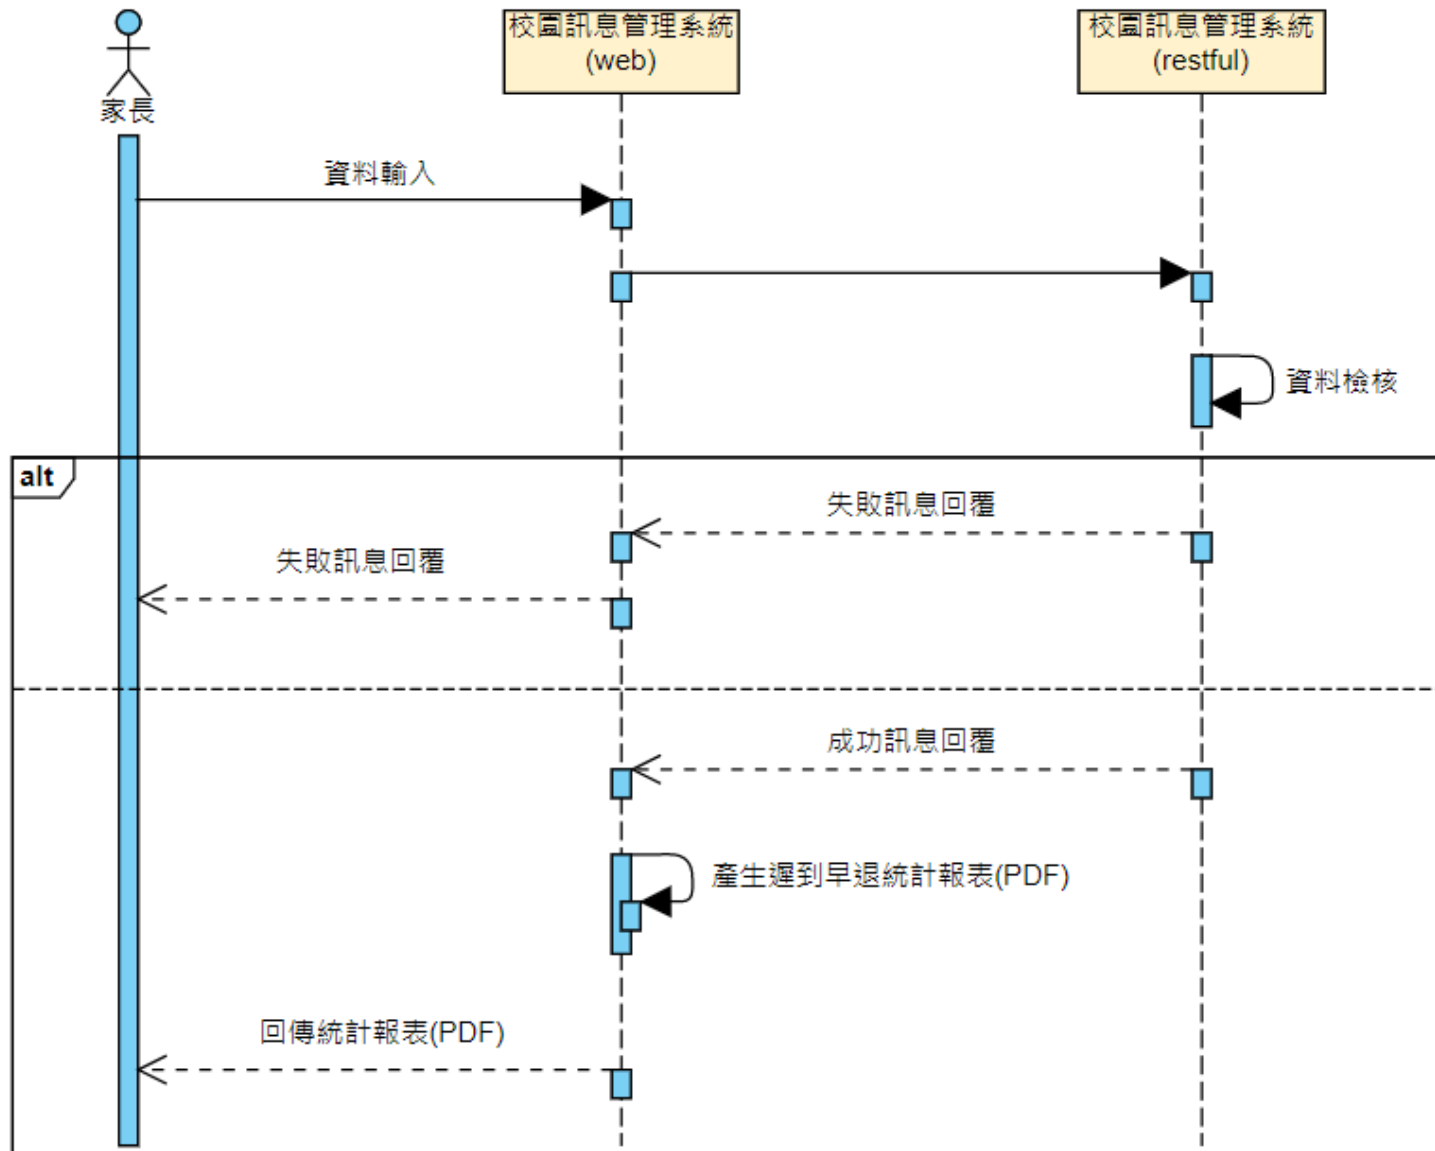 校園訊息管理系統
(web)
校園訊息管理系統
(restful)
家長
資料輸入
資料檢核
alt
失敗訊息回覆
失敗訊息回覆
成功訊息回覆
產生遲到早退統計報表(PDF)
回傳統計報表(PDF)